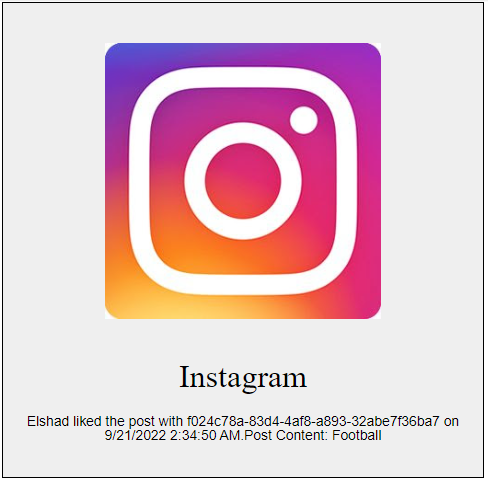 Instagram
Elshad liked the post with f024c78a-83d4-4af8-a893-32abe7f36ba7 on
9/21/2022 2:34:50 AM.Post Content: Football